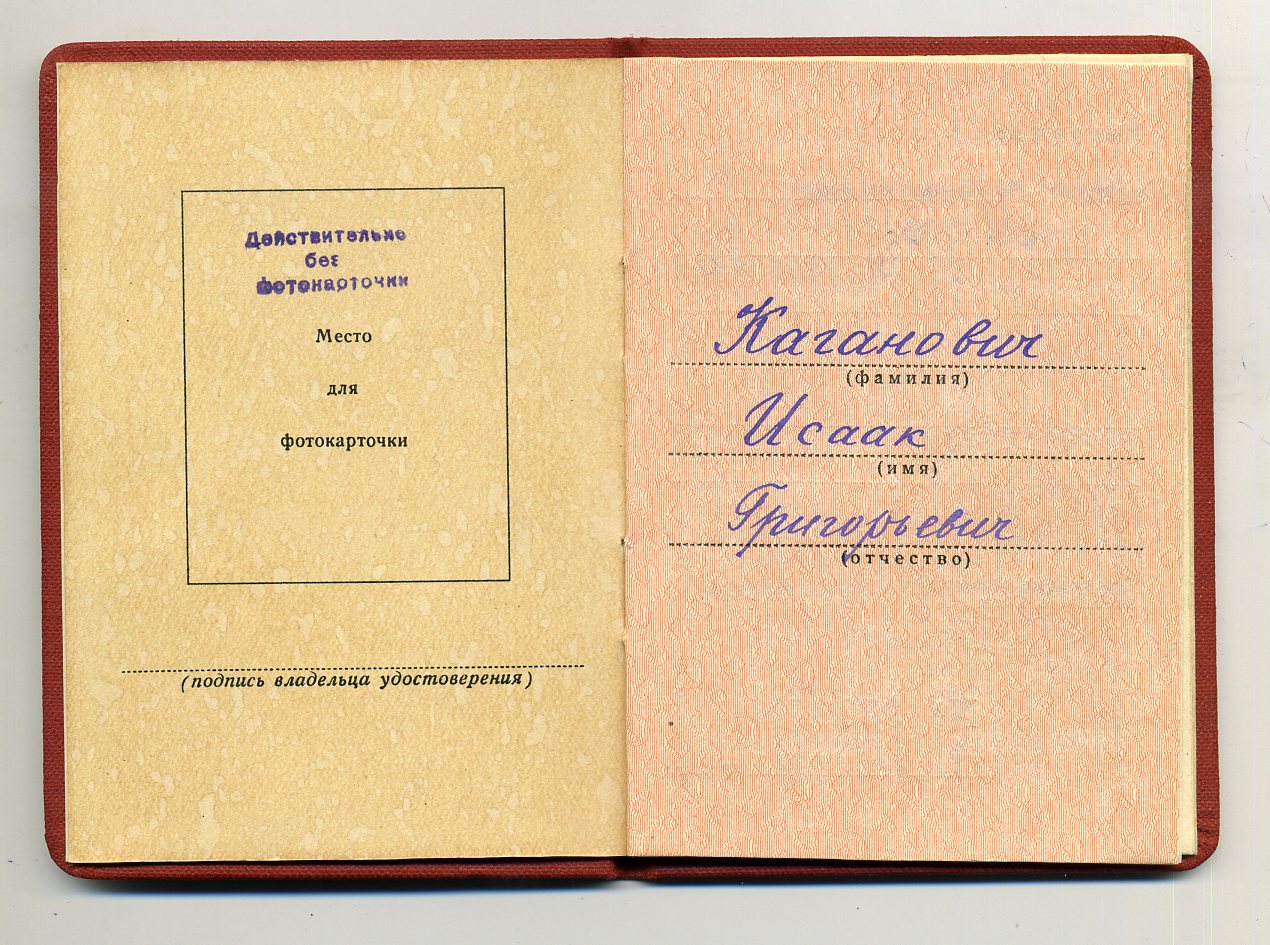 Действительно
без
фотокарточки
Место
для
фотокарточки
(подпись владельца удостоверения)
Каганович
(фамилия)
Исаак
(имя)
Григорьевич
(отчество)